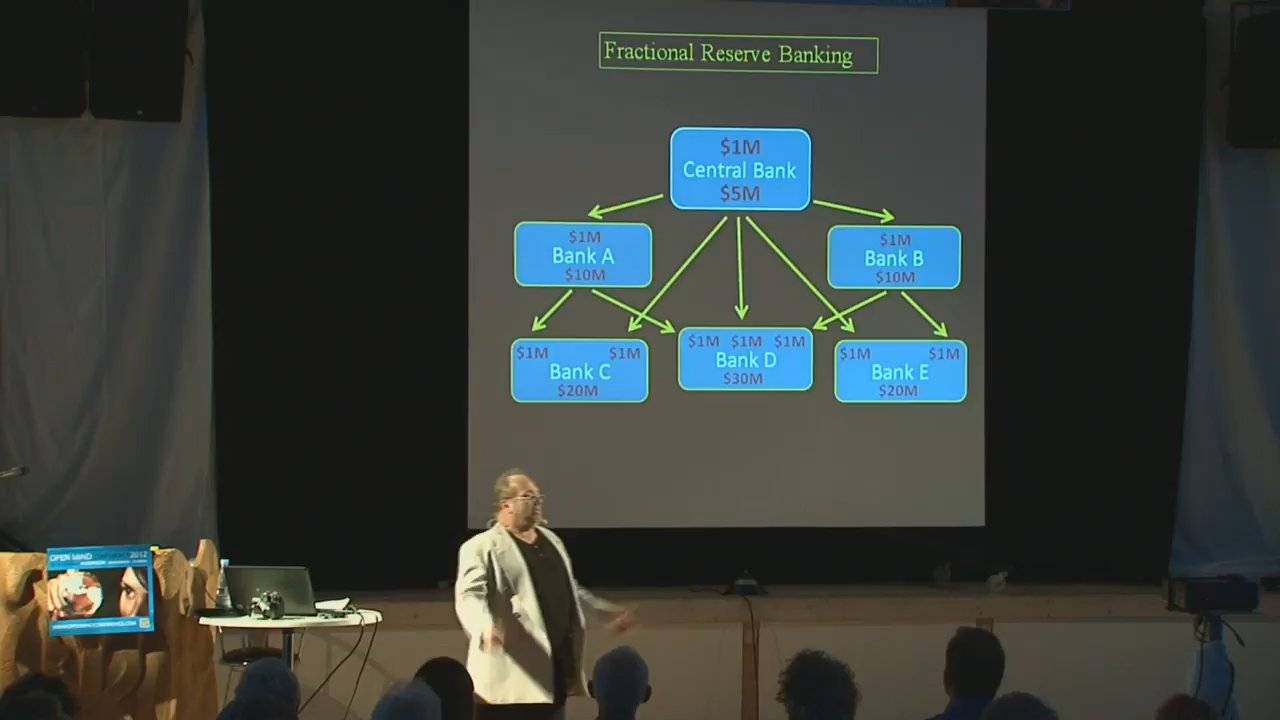 Fractional Reserve Banking
$1M
Central Bank
$5M
$1M
Bank A
$10M
$1M
Bank B
$10M
$1M $1M
Bank C
$20M
$1M $1M $1M
Bank D
$30M
$1M $1M
Bank E
$20M
OPEN MIND CONFERENCE 2012